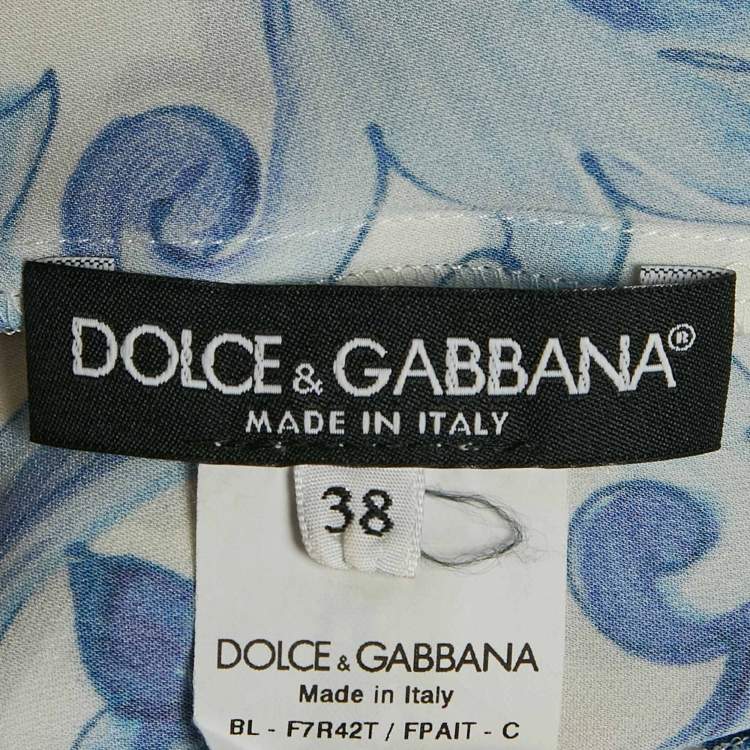 DOLCE & GABBANA®
MADE IN ITALY
38
DOLCE & GABBANA
Made in Italy
BL - F7R42T / FPAIT - C